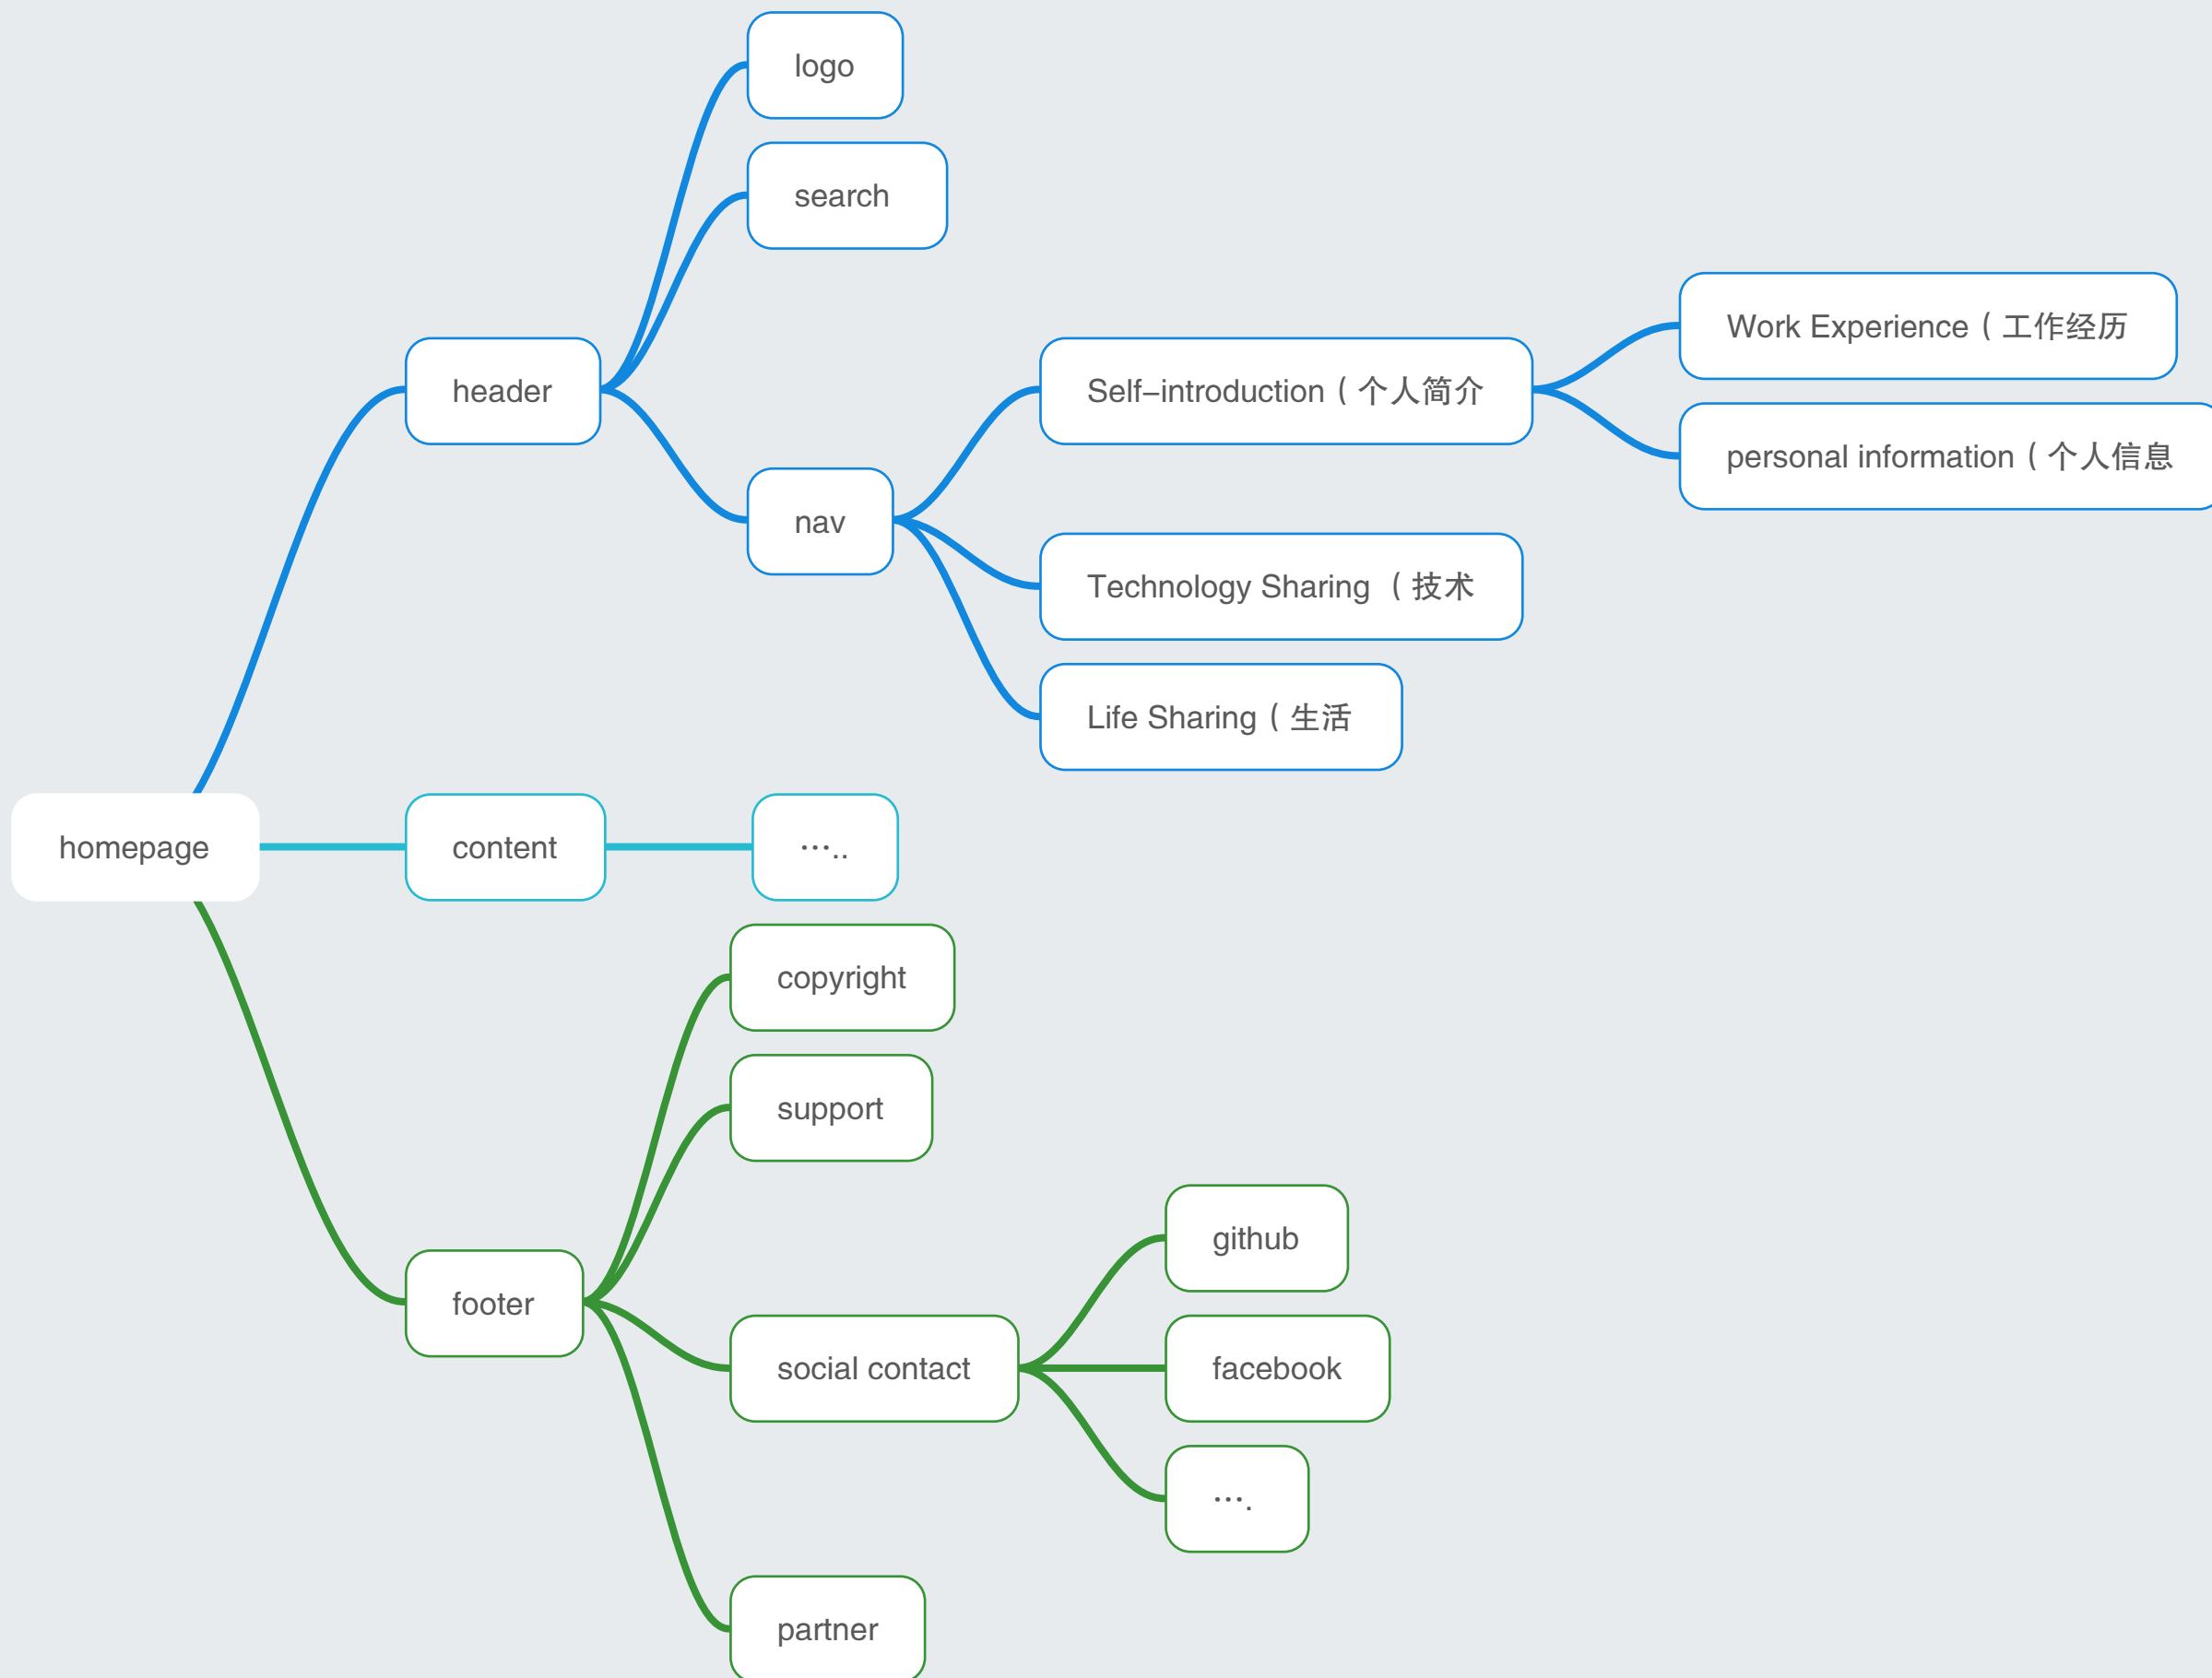 logo
search
header
nav
Self-introduction（个人简介
Work Experience（工作经历
personal information（个人信息
Technology Sharing （技术
Life Sharing（生活
homepage
content
…..
copyright
support
footer
social contact
github
facebook
….
partner